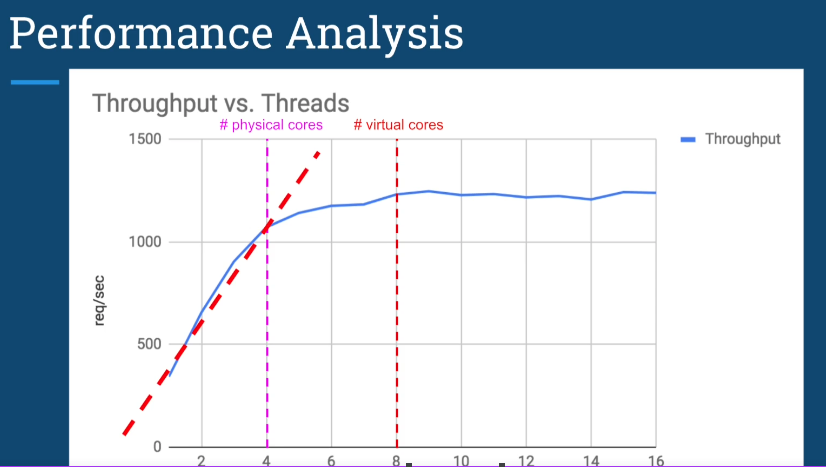 Performance Analysis
Throughput vs. Threads
# physical cores # virtual cores
1500
Throughput
1000
req/sec
500
0
2 4 6 8 10 12 14 16